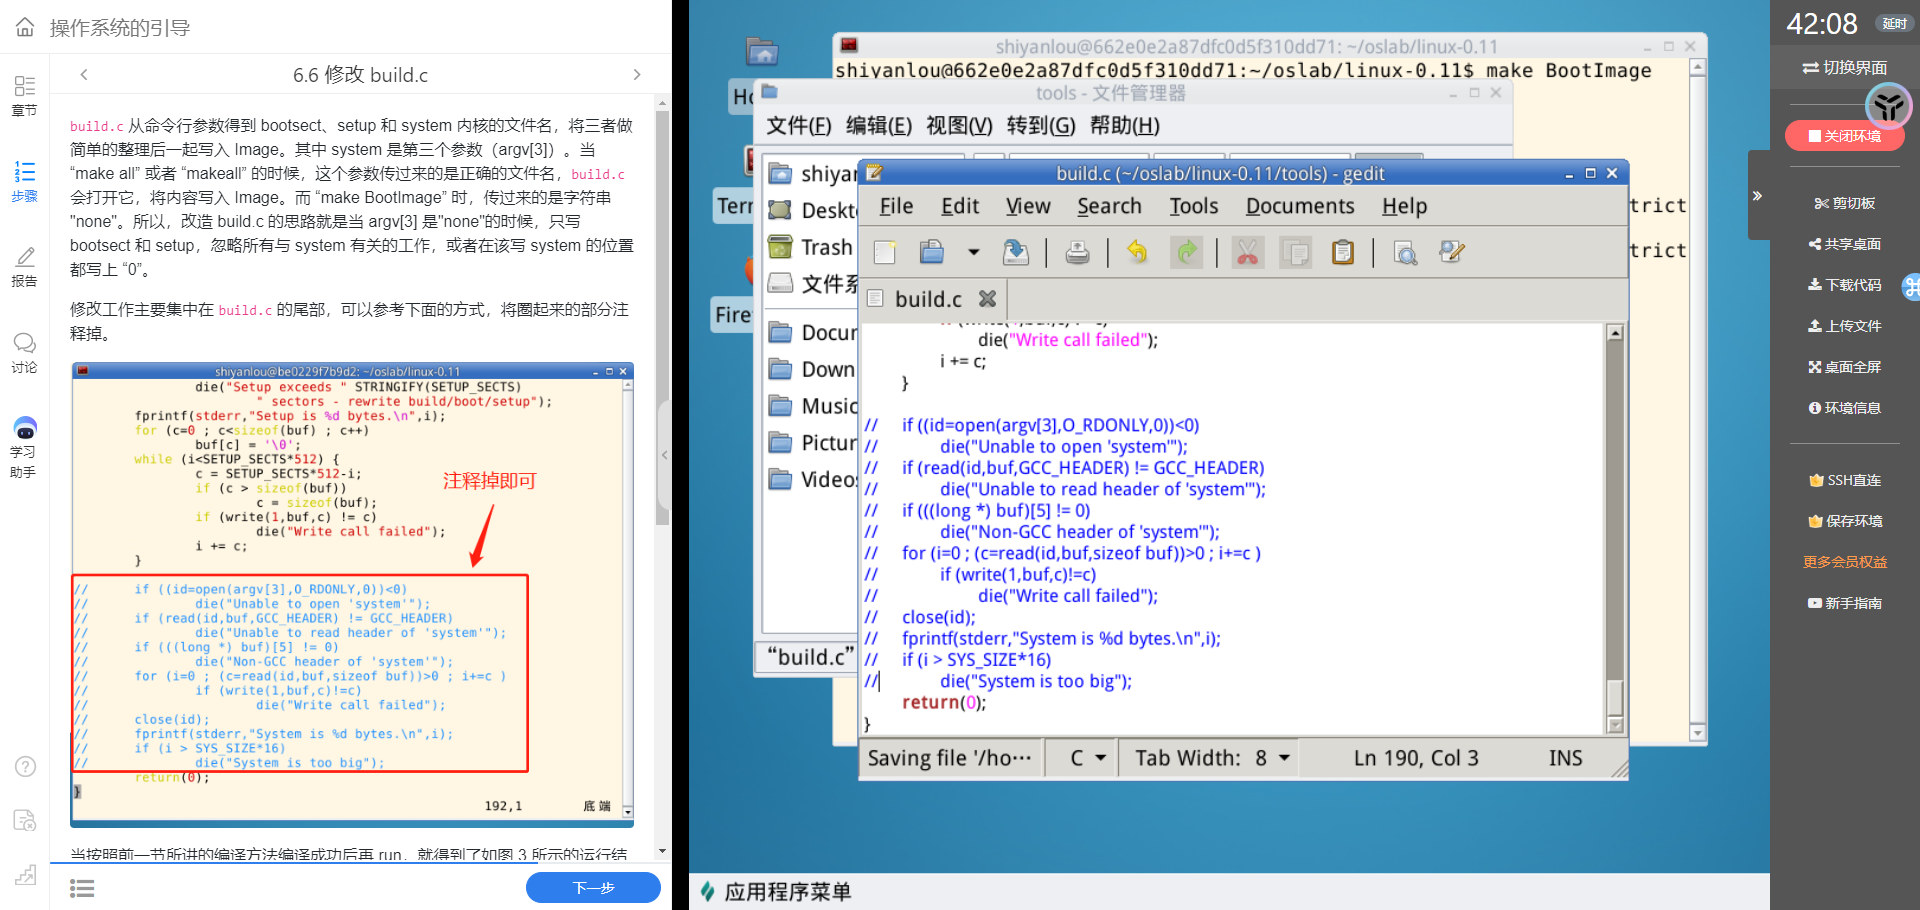 操作系统的引导
6.6 修改 build.c
章节
步骤
报告
讨论
学习
助手
build.c 从命令行参数得到 bootsect、setup 和 system 内核的文件名，将三者做
简单的整理后一起写入 Image。其中 system 是第三个参数（argv[3]）。当
“make all” 或者 “makeall” 的时候，这个参数传过来的是正确的文件名，build.c
会打开它，将内容写入 Image。而 “make BootImage” 时，传过来的是字符串
"none"。所以，改造 build.c 的思路就是当 argv[3] 是"none"的时候，只写
bootsect 和 setup，忽略所有与 system 有关的工作，或者在该写 system 的位置
都写上 “0”。
修改工作主要集中在 build.c 的尾部，可以参考下面的方式，将圈起来的部分注
释掉。
shiyanlou@be0229f7b9d2: ~/oslab/linux-0.11
die("Setup exceeds " STRINGIFY(SETUP_SECTS)
" sectors - rewrite build/boot/setup");
fprintf(stderr,"Setup is %d bytes.\n",i);
for (c=0 ; c<sizeof(buf) ; c++)
buf[c] = '\0';
while (i<SETUP_SECTS*512) {
c = SETUP_SECTS*512-i;
if (c > sizeof(buf))
c = sizeof(buf);
if (write(1,buf,c) != c)
die("Write call failed");
i += c;
}
注释掉即可
// if ((id=open(argv[3],O_RDONLY,0))<0)
// die("Unable to open 'system'");
// if (read(id,buf,GCC_HEADER) != GCC_HEADER)
// die("Unable to read header of 'system'");
// if (((long *) buf)[5] != 0)
// die("Non-GCC header of 'system'");
// for (i=0 ; (c=read(id,buf,sizeof buf))>0 ; i+=c )
// if (write(1,buf,c)!=c)
// die("Write call failed");
// close(id);
// fprintf(stderr,"System is %d bytes.\n",i);
// if (i > SYS_SIZE*16)
// die("System is too big");
return(0);
}
192,1 底端
当按照前一节所讲的编译方法编译成功后再 run，就得到了如图 3 所示的运行结
下一步
shiyanlou@662e0e2a87dfc0d5f310dd71: ~/oslab/linux-0.11
shiyanlou@662e0e2a87dfc0d5f310dd71:~/oslab/linux-0.11$ make BootImage
trict
trict
Ho
Tern
Fire
tools - 文件管理器
文件(F) 编辑(E) 视图(V) 转到(G) 帮助(H)
shiyan
Deskt
Trash
文件系
Docur
Down
Music
Pictur
Videos
“build.c”
build.c (~/oslab/linux-0.11/tools) - gedit
File Edit View Search Tools Documents Help
build.c
die("Write call failed");
i += c;
}
// if ((id=open(argv[3],O_RDONLY,0))<0)
// die("Unable to open 'system'");
// if (read(id,buf,GCC_HEADER) != GCC_HEADER)
// die("Unable to read header of 'system'");
// if (((long *) buf)[5] != 0)
// die("Non-GCC header of 'system'");
// for (i=0 ; (c=read(id,buf,sizeof buf))>0 ; i+=c )
// if (write(1,buf,c)!=c)
// die("Write call failed");
// close(id);
// fprintf(stderr,"System is %d bytes.\n",i);
// if (i > SYS_SIZE*16)
// die("System is too big");
return(0);
}
Saving file '/ho··· C Tab Width: 8 Ln 190, Col 3 INS
应用程序菜单
42:08 延时
切换界面
关闭环境
剪切板
共享桌面
下载代码
上传文件
桌面全屏
环境信息
SSH直连
保存环境
更多会员权益
新手指南